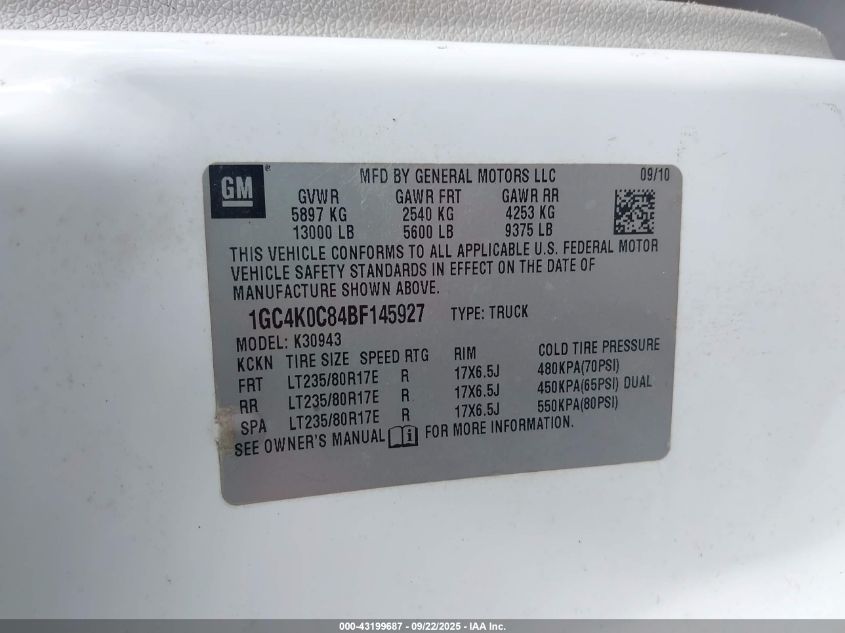 GM
MFD BY GENERAL MOTORS LLC 09/10
GVWR GAWR FRT GAWR RR
5897 KG 2540 KG 4253 KG
13000 LB 5600 LB 9375 LB
THIS VEHICLE CONFORMS TO ALL APPLICABLE U.S. FEDERAL MOTOR
VEHICLE SAFETY STANDARDS IN EFFECT ON THE DATE OF
MANUFACTURE SHOWN ABOVE.
1GC4K0C84BF145927 TYPE: TRUCK
MODEL: K30943
KCKN TIRE SIZE SPEED RTG RIM COLD TIRE PRESSURE
FRT LT235/80R17E R 17X6.5J 480KPA(70PSI)
RR LT235/80R17E R 17X6.5J 450KPA(65PSI) DUAL
SPA LT235/80R17E R 17X6.5J 550KPA(80PSI)
SEE OWNER'S MANUAL FOR MORE INFORMATION.
000-43199687 - 09/22/2025 - IAA Inc.